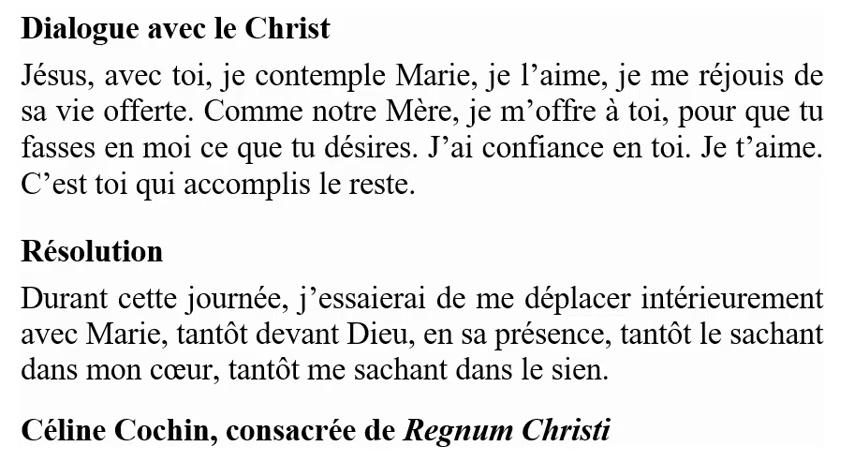 Dialogue avec le Christ
Jésus, avec toi, je contemple Marie, je l’aime, je me réjouis de
sa vie offerte. Comme notre Mère, je m’offre à toi, pour que tu
fasses en moi ce que tu désires. J’ai confiance en toi. Je t’aime.
C’est toi qui accomplis le reste.
Résolution
Durant cette journée, j’essaierai de me déplacer intérieurement
avec Marie, tantôt devant Dieu, en sa présence, tantôt le sachant
dans mon cœur, tantôt me sachant dans le sien.
Céline Cochin, consacrée de Regnum Christi